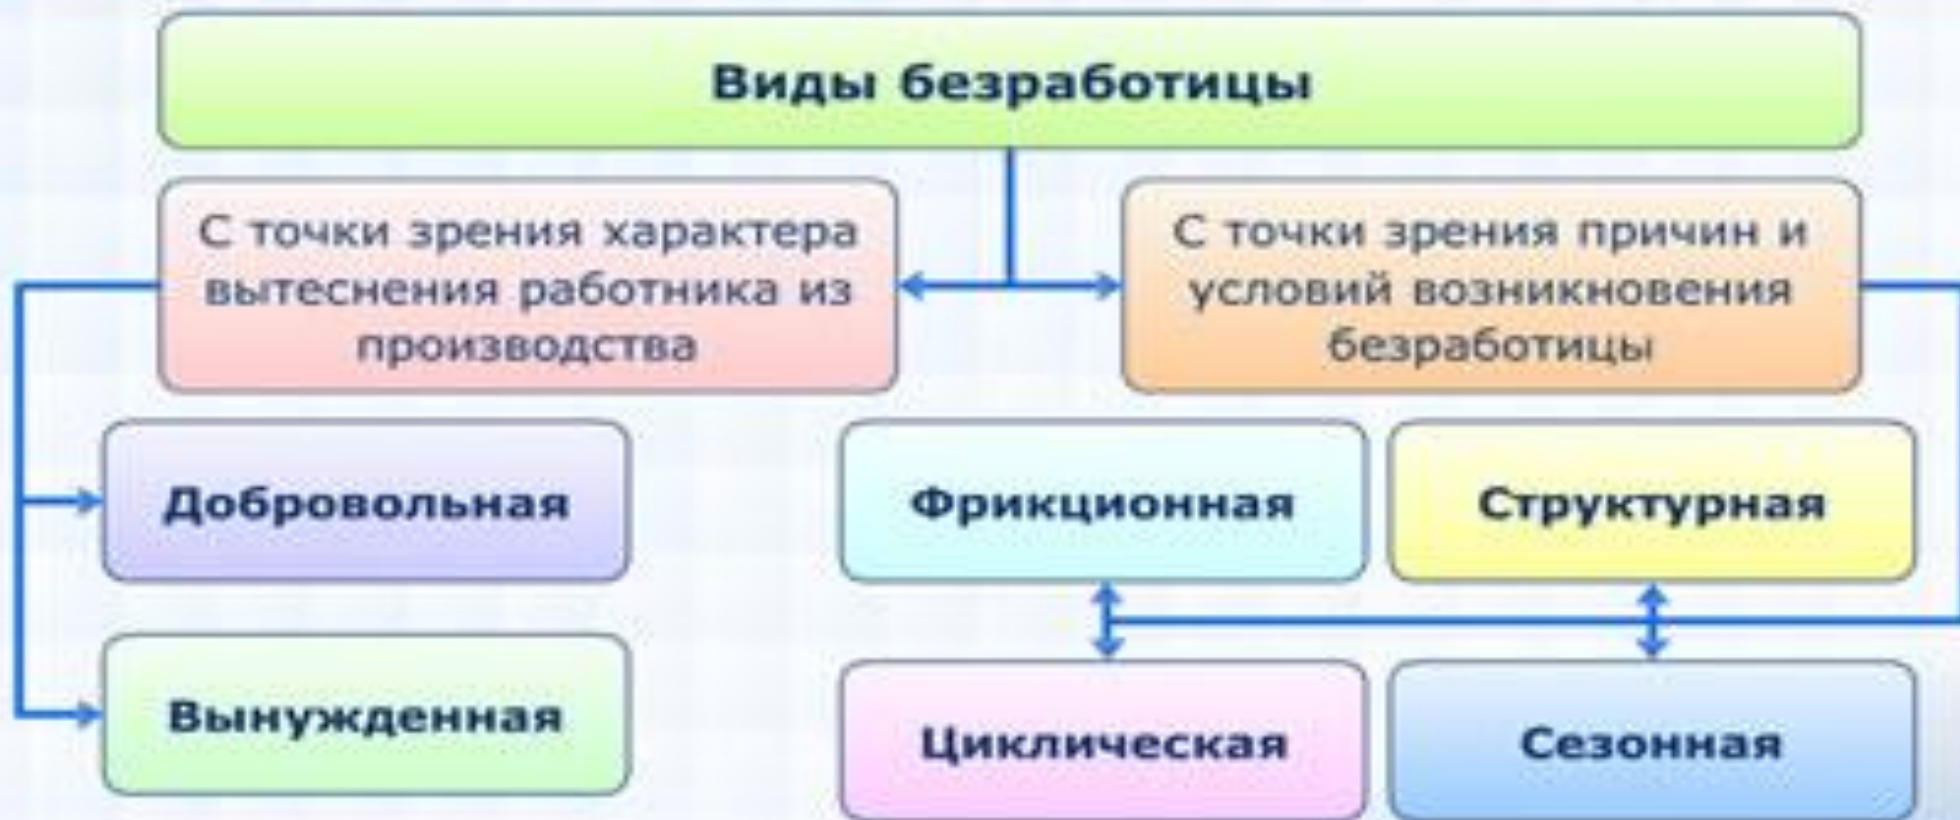 Виды безработицы
С точки зрения характера
вытеснения работника из
производства
С точки зрения причин и
условий возникновения
безработицы
Добровольная
Фрикционная
Структурная
Вынужденная
Циклическая
Сезонная